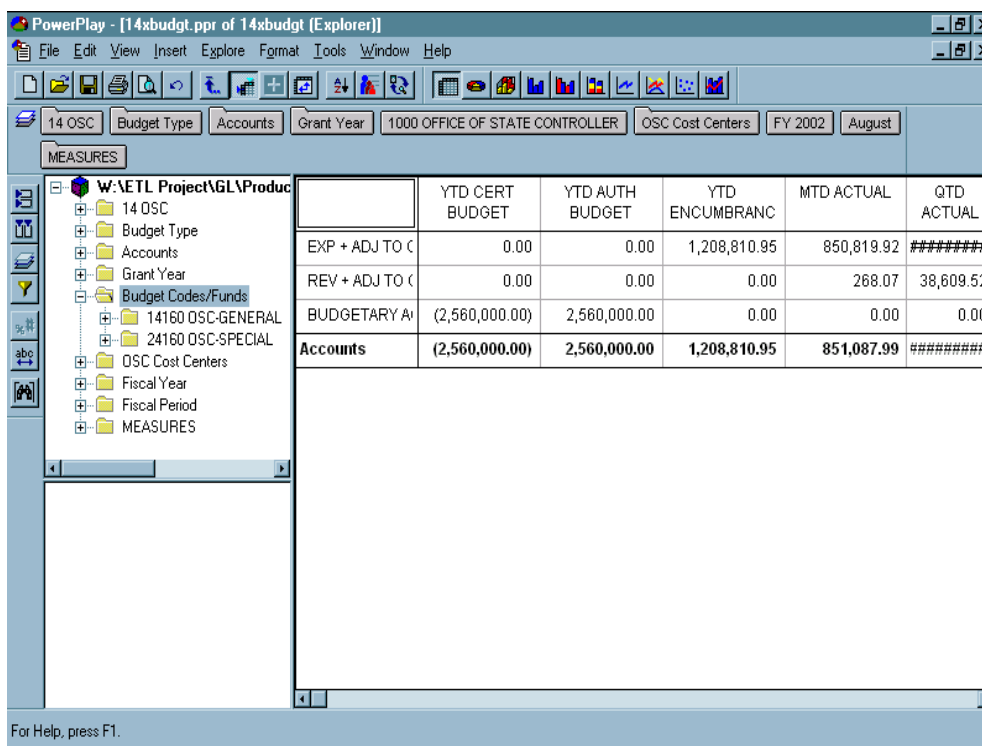 PowerPlay - [14xbudgt.ppr of 14xbudgt (Explorer)]
File Edit View Insert Explore Format Tools Window Help
14 OSC Budget Type Accounts Grant Year 1000 OFFICE OF STATE CONTROLLER OSC Cost Centers FY 2002 August
MEASURES
W:\ETL Project\GL\Produc
14 OSC
Budget Type
Accounts
Grant Year
Budget Codes/Funds
14160 OSC-GENERAL
24160 OSC-SPECIAL
OSC Cost Centers
Fiscal Year
Fiscal Period
MEASURES
YTD CERT BUDGET YTD AUTH BUDGET YTD ENCUMBRANC MTD ACTUAL QTD ACTUAL
EXP + ADJ TO ( 0.00 0.00 1,208,810.95 850,819.92 #########
REV + ADJ TO ( 0.00 0.00 0.00 268.07 38,609.52
BUDGETARY A (2,560,000.00) 2,560,000.00 0.00 0.00 0.00
Accounts (2,560,000.00) 2,560,000.00 1,208,810.95 851,087.99 #########
abc
For Help, press F1.